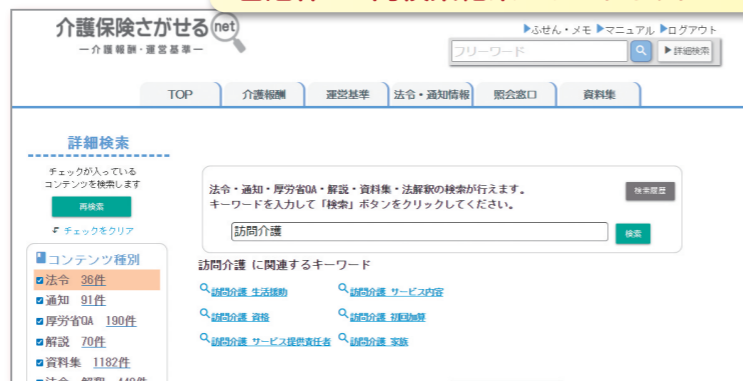 介護保険さがせるnet
ー介護報酬・運営基準ー
▶ふせん・メモ ▶マニュアル ▶ログアウト
フリーワード
▶詳細検索
TOP 介護報酬 運営基準 法令・通知情報 照会窓口 資料集
詳細検索
チェックが入っている
コンテンツを検索します
再検索
チェックをクリア
法令・通知・厚労省QA・解説・資料集・法解釈の検索が行えます。
キーワードを入力して「検索」ボタンをクリックしてください。
検索履歴
訪問介護
検索
コンテンツ種別
法令 36件
通知 91件
厚労省QA 190件
解説 70件
資料集 1182件
訪問介護 に関連するキーワード
訪問介護 生活援助 訪問介護 サービス内容
訪問介護 資格 訪問介護 初回加算
訪問介護 サービス提供責任者 訪問介護 家族